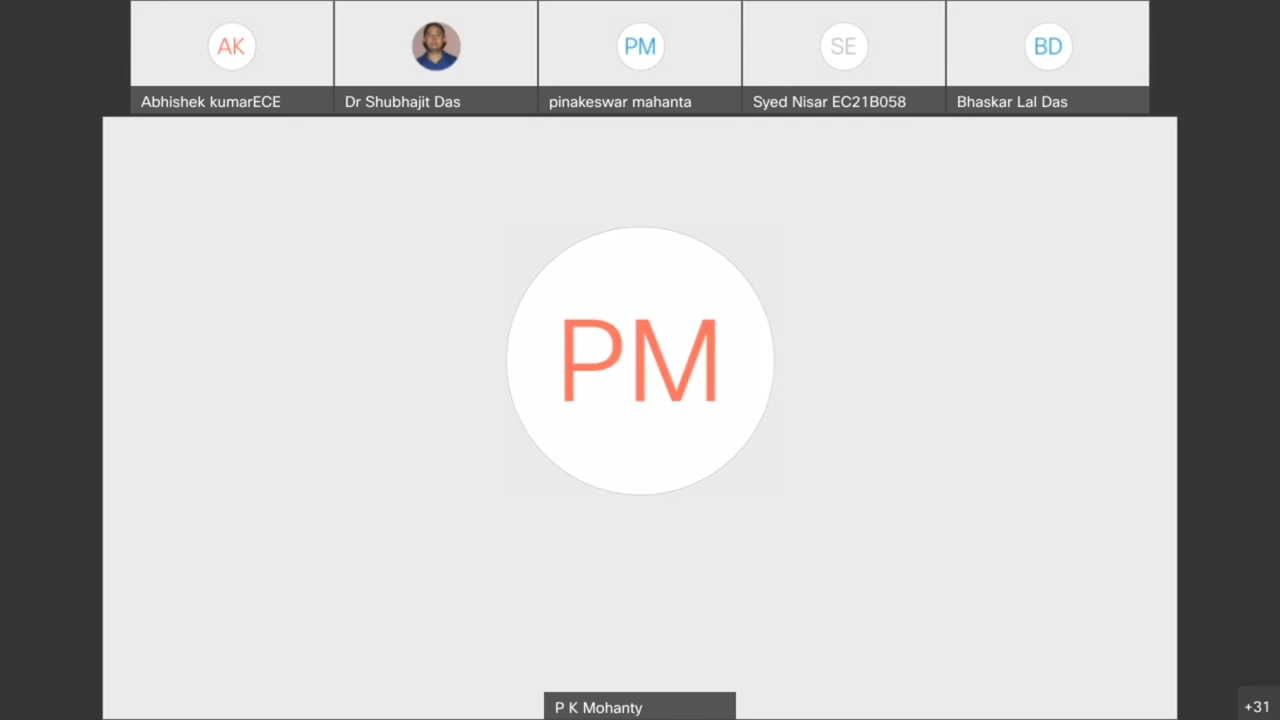 AK
PM
SE
BD
Abhishek kumarECE
Dr Shubhajit Das
pinakeswar mahanta
Syed Nisar EC21B058
Bhaskar Lal Das
PM
P K Mohanty
+31